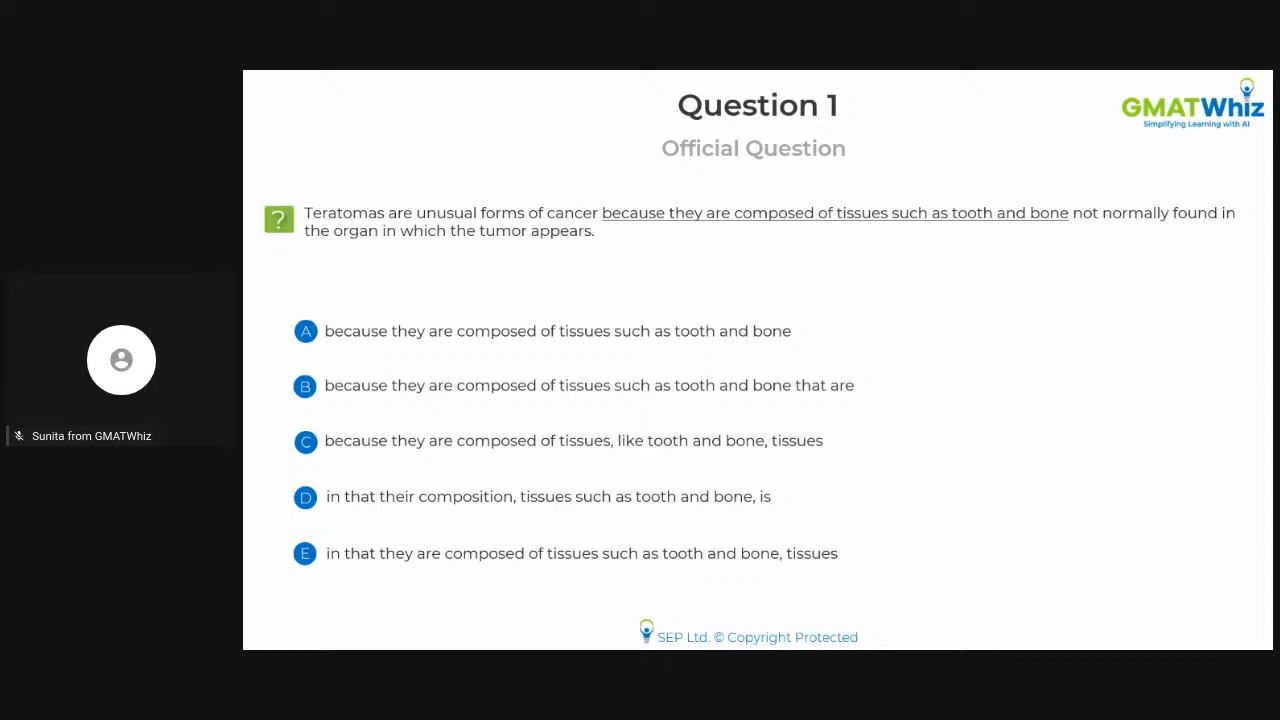 Question 1
GMATWhiz
Simplifying Learning with AI
Official Question
? Teratomas are unusual forms of cancer because they are composed of tissues such as tooth and bone not normally found in
the organ in which the tumor appears.
A because they are composed of tissues such as tooth and bone
B because they are composed of tissues such as tooth and bone that are
C because they are composed of tissues, like tooth and bone, tissues
Sunita from GMATWhiz
D in that their composition, tissues such as tooth and bone, is
E in that they are composed of tissues such as tooth and bone, tissues
SEP Ltd. © Copyright Protected